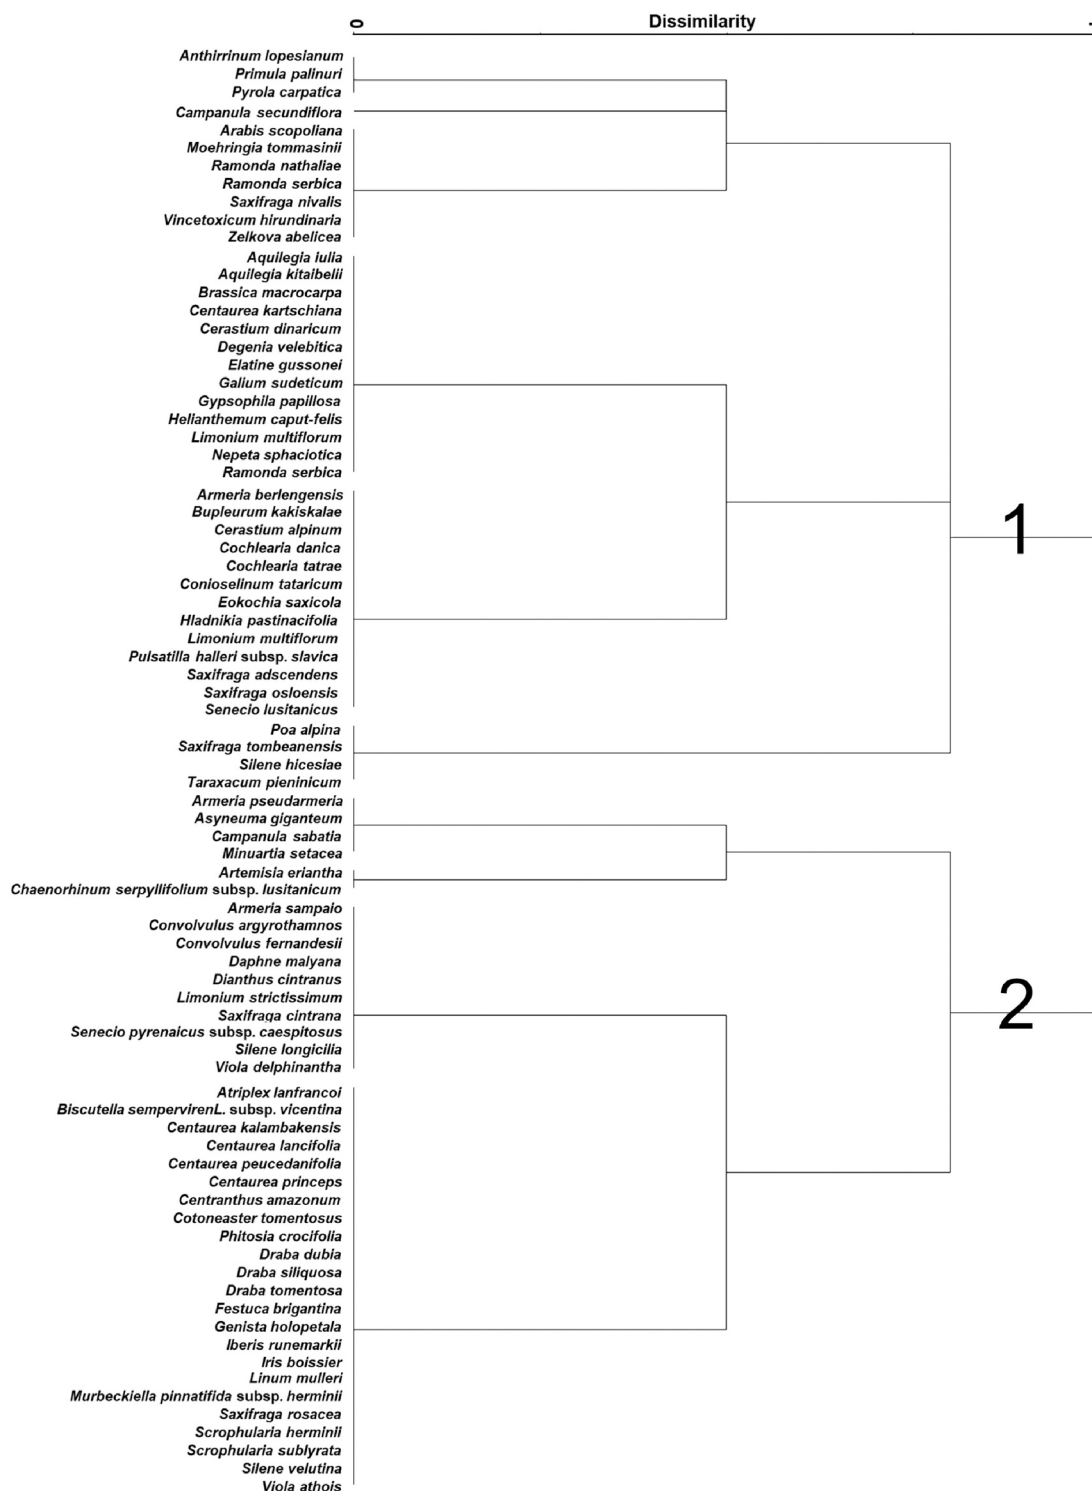 Dissimilarity
0
Anthirrinum lopesianum
Primula palinuri
Pyrola carpatica
Campanula secundiflora
Arabis scopoliana
Moehringia tommasinii
Ramonda nathaliae
Ramonda serbica
Saxifraga nivalis
Vincetoxicum hirundinaria
Zelkova abelicea
Aquilegia iulia
Aquilegia kitaibelii
Brassica macrocarpa
Centaurea kartschiana
Cerastium dinaricum
Degenia velebitica
Elatine gussonei
Galium sudeticum
Gypsophila papillosa
Helianthemum caput-felis
Limonium multiflorum
Nepeta sphaciotica
Ramonda serbica
Armeria berlengensis
Bupleurum kakiskalae
Cerastium alpinum
1
Cochlearia danica
Cochlearia tatrae
Conioselinum tataricum
Eokochia saxicola
Hladnikia pastinacifolia
Limonium multiflorum
Pulsatilla halleri subsp. slavica
Saxifraga adscendens
Saxifraga osloensis
Senecio lusitanicus
Poa alpina
Saxifraga tombeanensis
Silene hicesiae
Taraxacum pieninicum
Armeria pseudarmeria
Asyneuma giganteum
Campanula sabatia
Minuartia setacea
Artemisia eriantha
Chaenorhinum serpyllifolium subsp. lusitanicum
Armeria sampaio
Convolvulus argyrothamnos
Convolvulus fernandesii
Daphne malyana
Dianthus cintranus
Limonium strictissimum
2
Saxifraga cintrana
Senecio pyrenaicus subsp. caespitosus
Silene longicilia
Viola delphinantha
Atriplex lanfrancoi
Biscutella sempervirenL. subsp. vicentina
Centaurea kalambakensis
Centaurea lancifolia
Centaurea peucedanifolia
Centaurea princeps
Centranthus amazonum
Cotoneaster tomentosus
Phitosia crocifolia
Draba dubia
Draba siliquosa
Draba tomentosa
Festuca brigantina
Genista holopetala
Iberis runemarkii
Iris boissier
Linum mulleri
Murbeckiella pinnatifida subsp. herminii
Saxifraga rosacea
Scrophularia herminii
Scrophularia sublyrata
Silene velutina
Viola athois